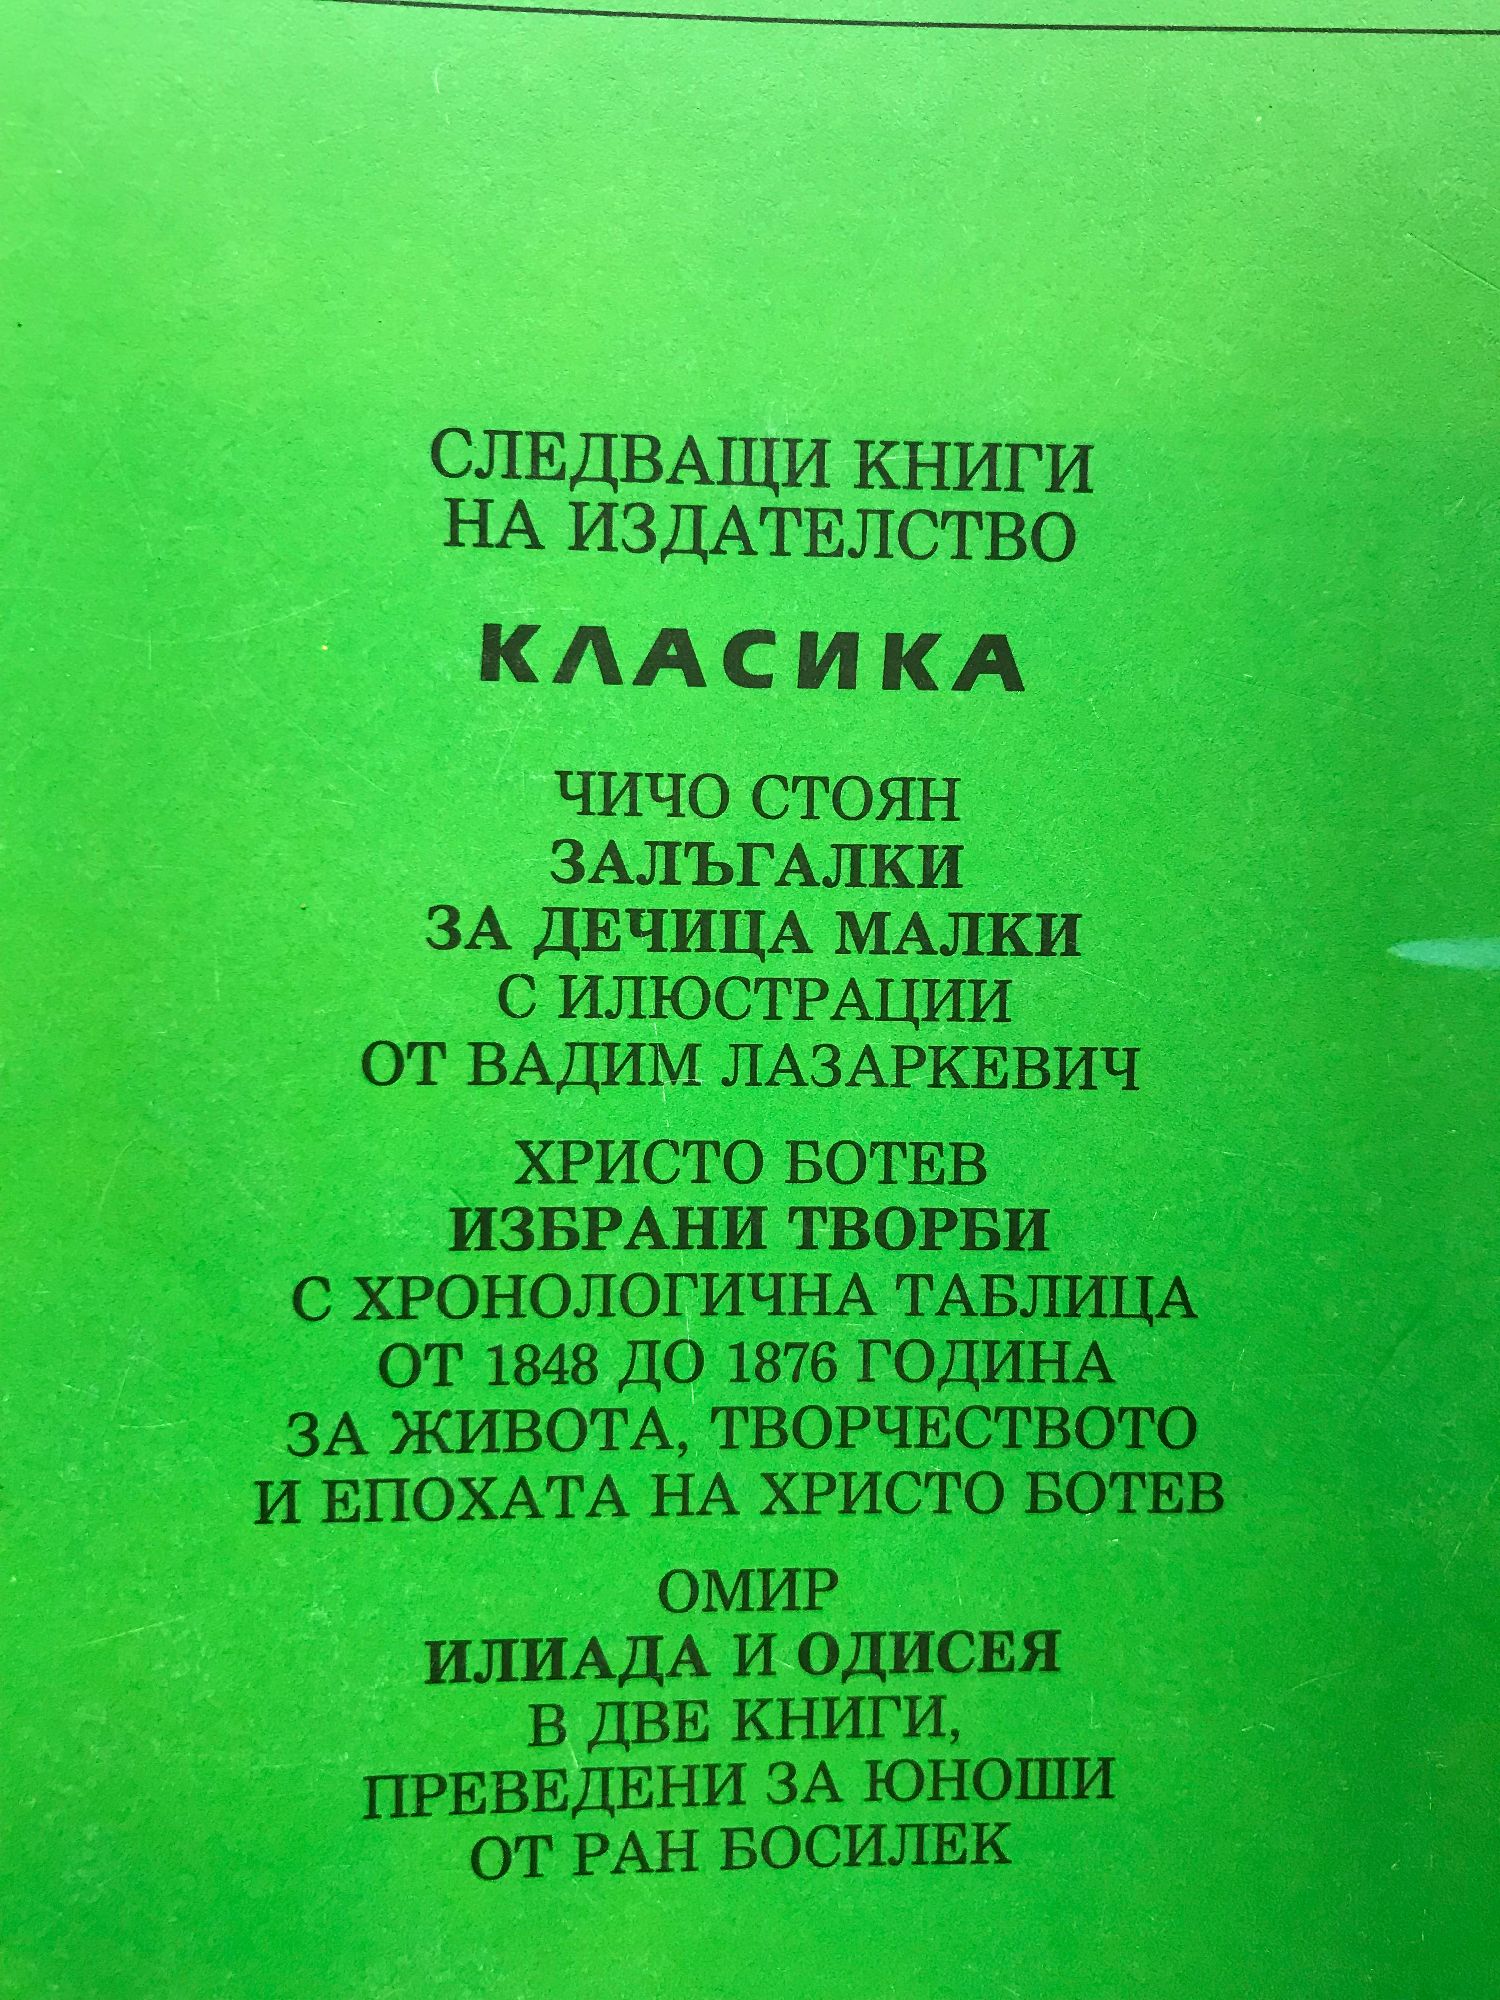 СЛЕДВАЩИ КНИГИ
НА ИЗДАТЕЛСТВО
КЛАСИКА
ЧИЧО СТОЯН
ЗАЛЪГАЛКИ
ЗА ДЕЧИЦА МАЛКИ
С ИЛЮСТРАЦИИ
ОТ ВАДИМ ЛАЗАРКЕВИЧ
ХРИСТО БОТЕВ
ИЗБРАНИ ТВОРБИ
С ХРОНОЛОГИЧНА ТАБЛИЦА
ОТ 1848 ДО 1876 ГОДИНА
ЗА ЖИВОТА, ТВОРЧЕСТВОТО
И ЕПОХАТА НА ХРИСТО БОТЕВ
ОМИР
ИЛИАДА И ОДИСЕЯ
В ДВЕ КНИГИ,
ПРЕВЕДЕНИ ЗА ЮНОШИ
ОТ РАН БОСИЛЕК